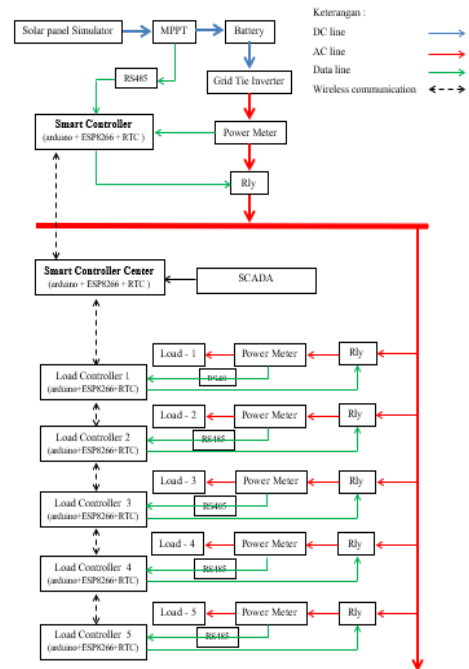 Solar panel Simulator
MPPT
Battery
Keterangan :
DC line
AC line
Data line
Wireless communication
RS485
Grid Tie Inverter
Smart Controller
(arduino + ESP8266 + RTC )
Power Meter
Rly
Smart Controller Center
(arduino + ESP8266 + RTC )
SCADA
Load - 1
Power Meter
Rly
Load Controller 1
(arduino+ESP8266+RTC)
Load - 2
Power Meter
Rly
Load Controller 2
(arduino+ESP8266+RTC)
RS485
Load - 3
Power Meter
Rly
Load Controller 3
(arduino+ESP8266+RTC)
RS485
Load - 4
Power Meter
Rly
Load Controller 4
(arduino+ESP8266+RTC)
RS485
Load - 5
Power Meter
Rly
Load Controller 5
(arduino+ESP8266+RTC)
RS485